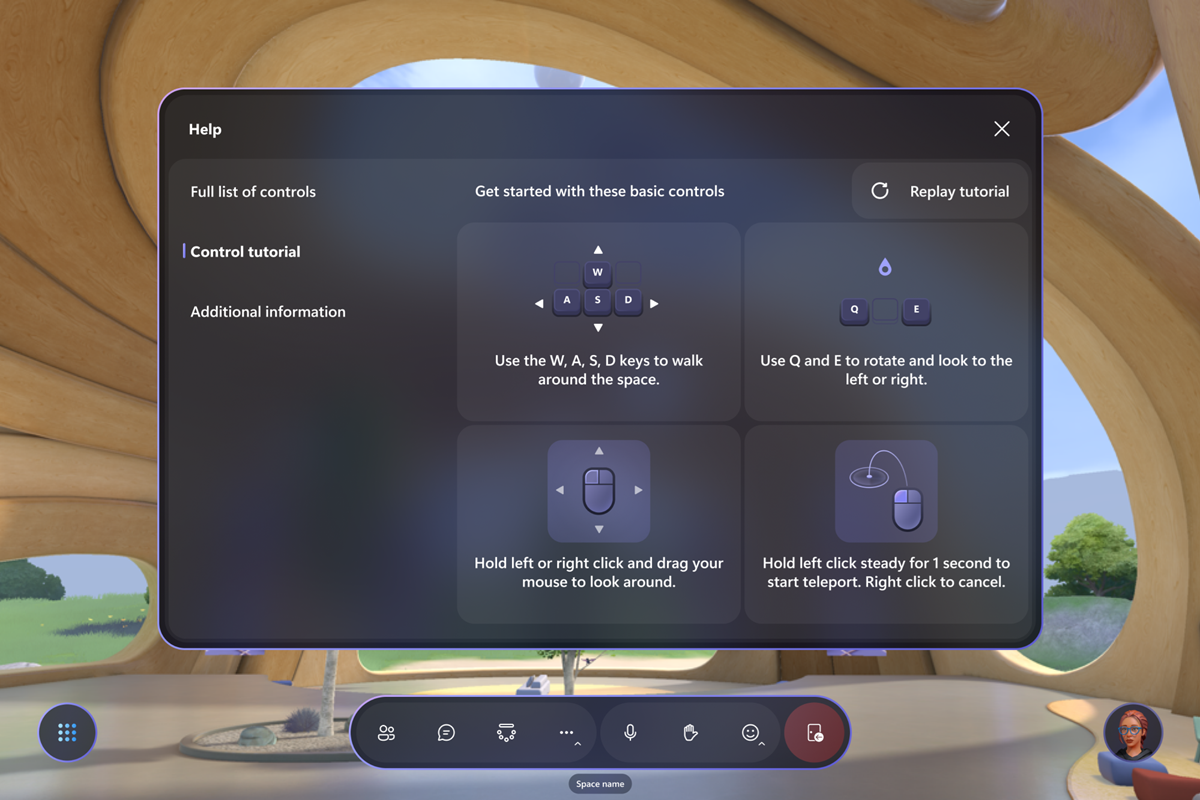 Help
Full list of controls
Control tutorial
Additional information
Get started with these basic controls
Replay tutorial
W
A S D
Use the W, A, S, D keys to walk
around the space.
Q E
Use Q and E to rotate and look to the
left or right.
Hold left or right click and drag your
mouse to look around.
Hold left click steady for 1 second to
start teleport. Right click to cancel.
Space name